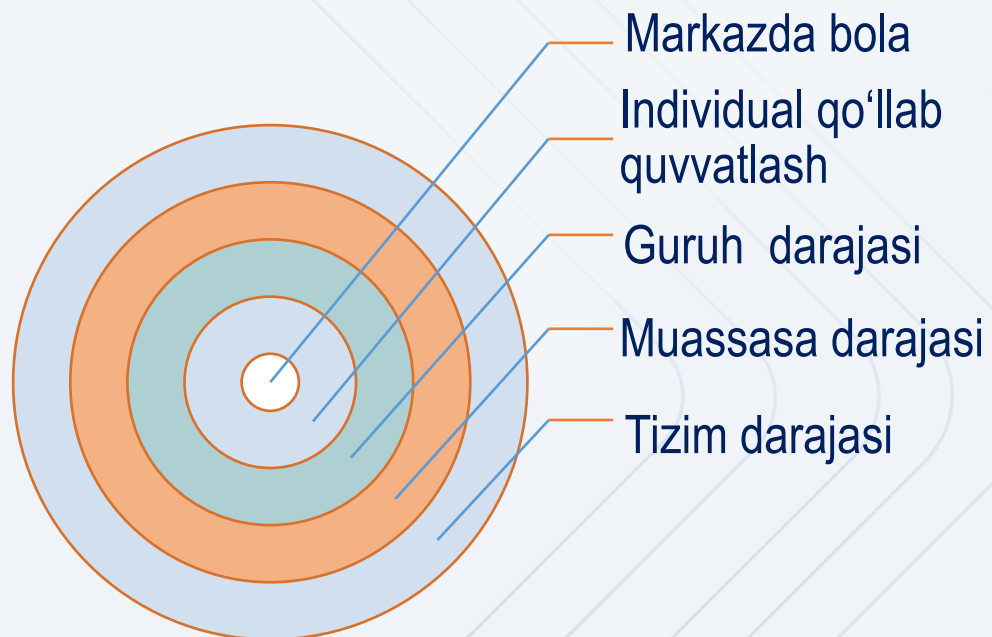 Markazda bola
Individual qo‘llab
quvvatlash
Guruh  darajasi
Muassasa darajasi
Tizim darajasi